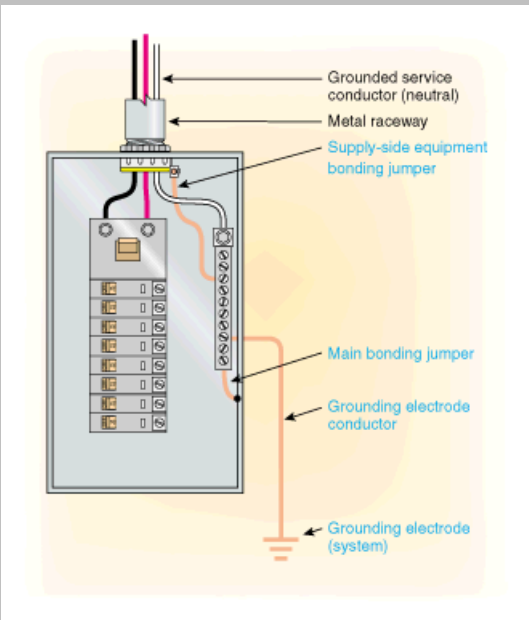 Grounded service
conductor (neutral)
Metal raceway
Supply-side equipment
bonding jumper
Main bonding jumper
Grounding electrode
conductor
Grounding electrode
(system)